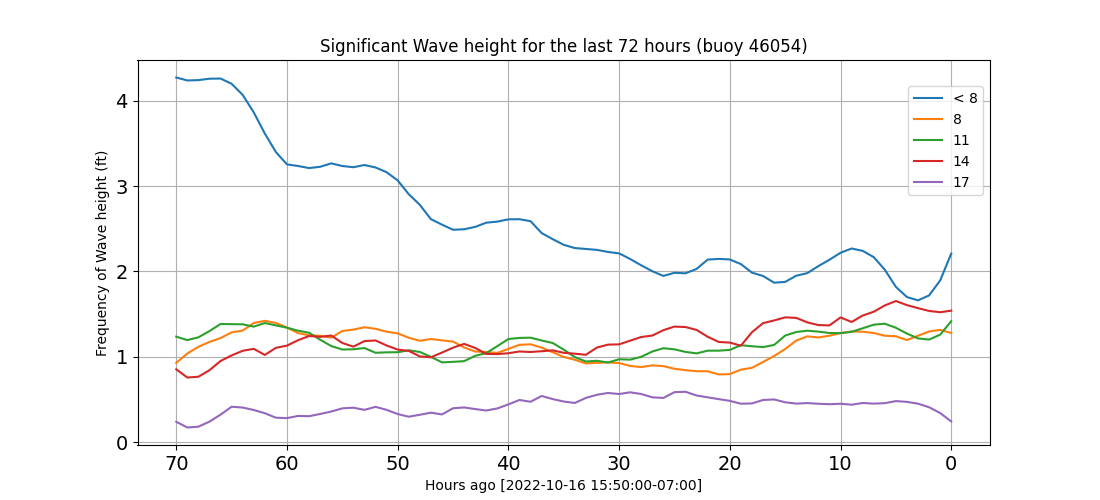 Significant Wave height for the last 72 hours (buoy 46054)
Frequency of Wave height (ft)
4
3
2
1
0
< 8
8
11
14
17
70 60 50 40 30 20 10 0
Hours ago [2022-10-16 15:50:00-07:00]